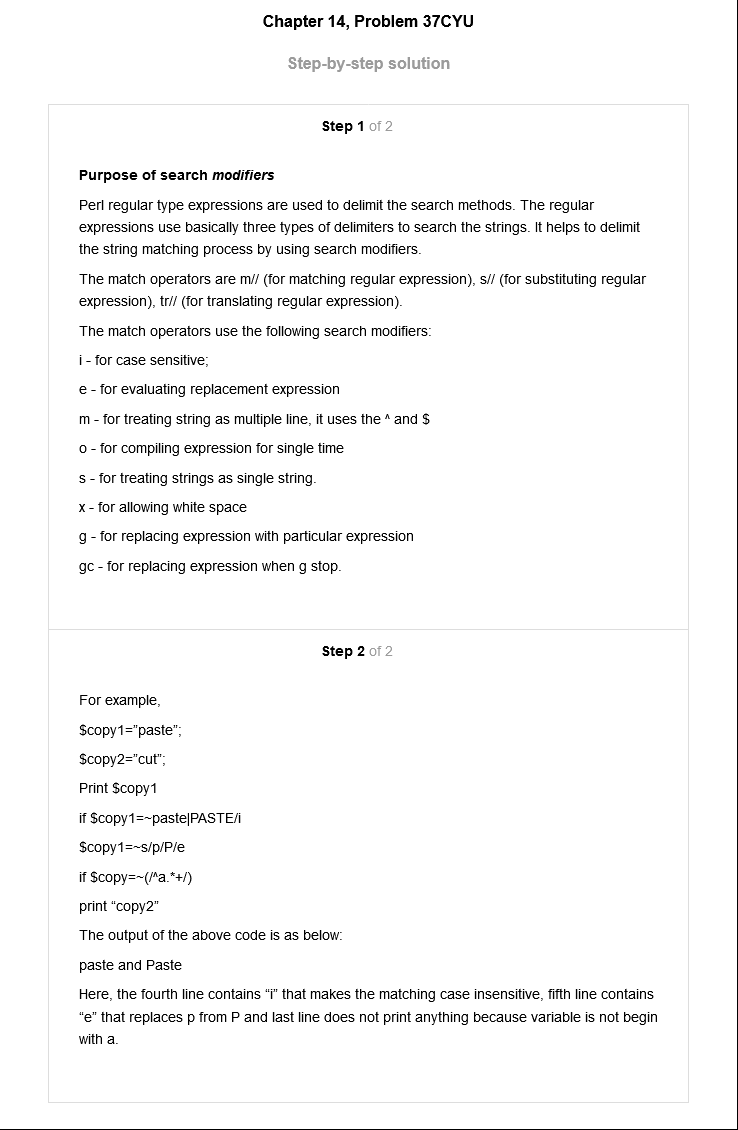 Chapter 14, Problem 37CYU
Step-by-step solution
Step 1 of 2
Purpose of search modifiers
Perl regular type expressions are used to delimit the search methods. The regular
expressions use basically three types of delimiters to search the strings. It helps to delimit
the string matching process by using search modifiers.
The match operators are m// (for matching regular expression), s// (for substituting regular
expression), tr// (for translating regular expression).
The match operators use the following search modifiers:
i - for case sensitive;
e - for evaluating replacement expression
m - for treating string as multiple line, it uses the ^ and $
o - for compiling expression for single time
s - for treating strings as single string.
x - for allowing white space
g - for replacing expression with particular expression
gc - for replacing expression when g stop.
Step 2 of 2
For example,
$copy1=”paste”;
$copy2=”cut”;
Print $copy1
if $copy1=~paste|PASTE/i
$copy1=~s/p/P/e
if $copy=~(/^a.*+/)
print “copy2”
The output of the above code is as below:
paste and Paste
Here, the fourth line contains “i” that makes the matching case insensitive, fifth line contains
“e” that replaces p from P and last line does not print anything because variable is not begin
with a.